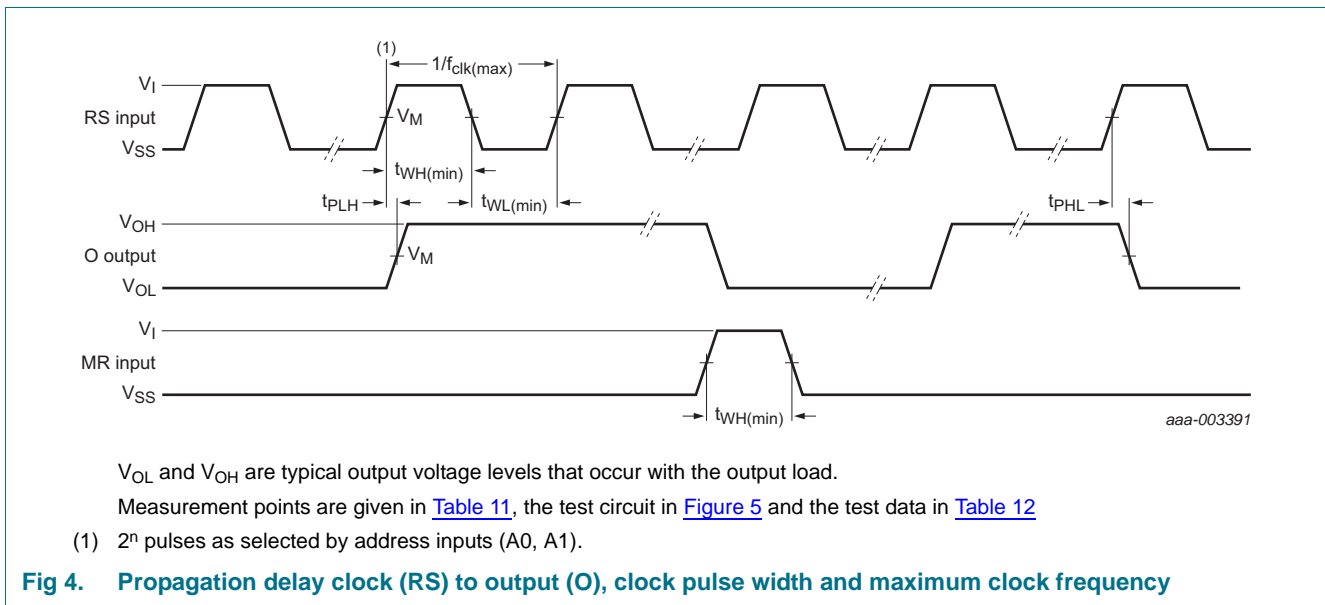 (1)
1/fclk(max)
VI
RS input
VM
VSS
tWH(min)
tPLH
tWL(min)
tPHL
VOH
O output
VM
VOL
VI
MR input
VSS
tWH(min)
aaa-003391
VOL and VOH are typical output voltage levels that occur with the output load.
Measurement points are given in Table 11, the test circuit in Figure 5 and the test data in Table 12
(1) 2ⁿ pulses as selected by address inputs (A0, A1).
Fig 4. Propagation delay clock (RS) to output (O), clock pulse width and maximum clock frequency